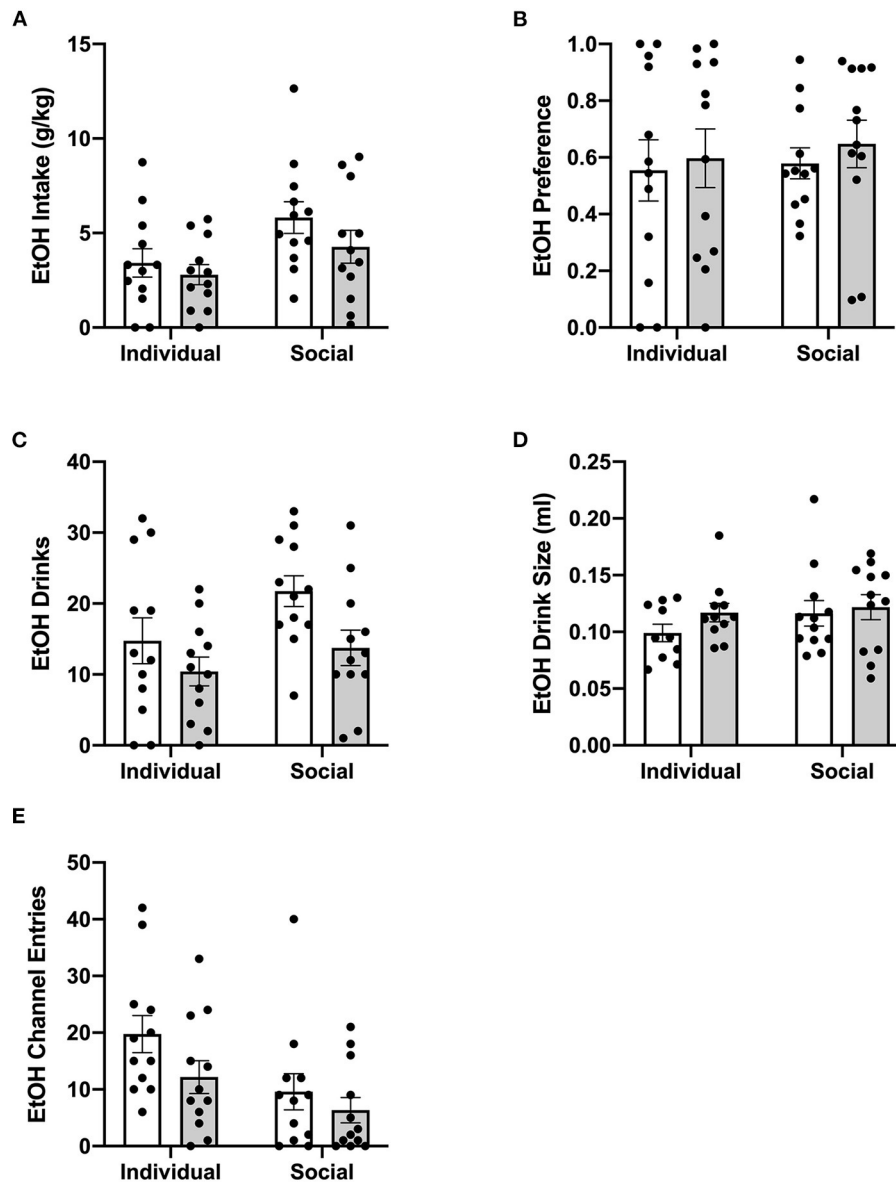 A
EtOH Intake (g/kg)
15
10
5
0
Individual Social
B
EtOH Preference
1.0
0.8
0.6
0.4
0.2
0.0
Individual Social
C
EtOH Drinks
40
30
20
10
0
Individual Social
D
EtOH Drink Size (ml)
0.25
0.20
0.15
0.10
0.05
0.00
Individual Social
E
EtOH Channel Entries
50
40
30
20
10
0
Individual Social